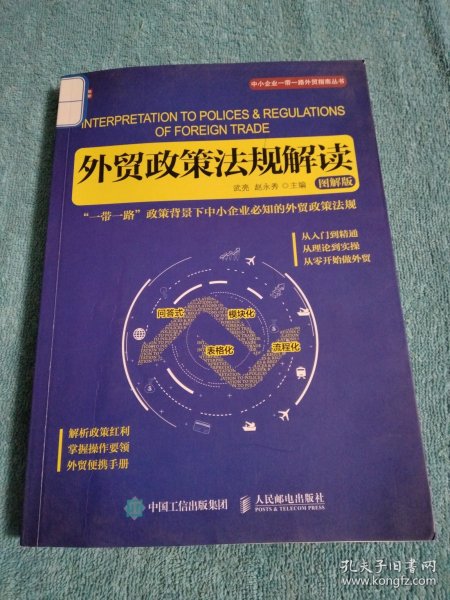 中小企业一带一路外贸指南丛书
INTERPRETATION TO POLICES & REGULATIONS
OF FOREIGN TRADE
外贸政策法规解读
武亮 赵永秀 ◎主编
图解版
“一带一路”政策背景下中小企业必知的外贸政策法规
从入门到精通
从理论到实操
从零开始做外贸
问答式
模块化
表格化
流程化
解析政策红利
掌握操作要领
外贸便携手册
中国工信出版集团
人民邮电出版社
POSTS & TELECOM PRESS
孔夫子旧书网
www.kongfz.com